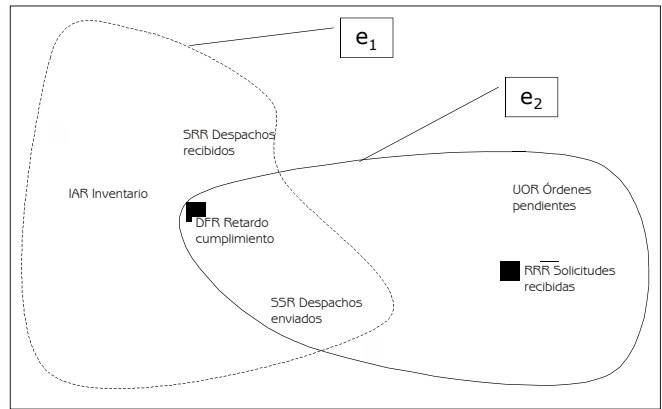 e1
e2
SRR Despachos
recibidos
IAR Inventario
UOR Órdenes
pendientes
DFR Retardo
cumplimiento
RRR Solicitudes
recibidas
SSR Despachos
enviados